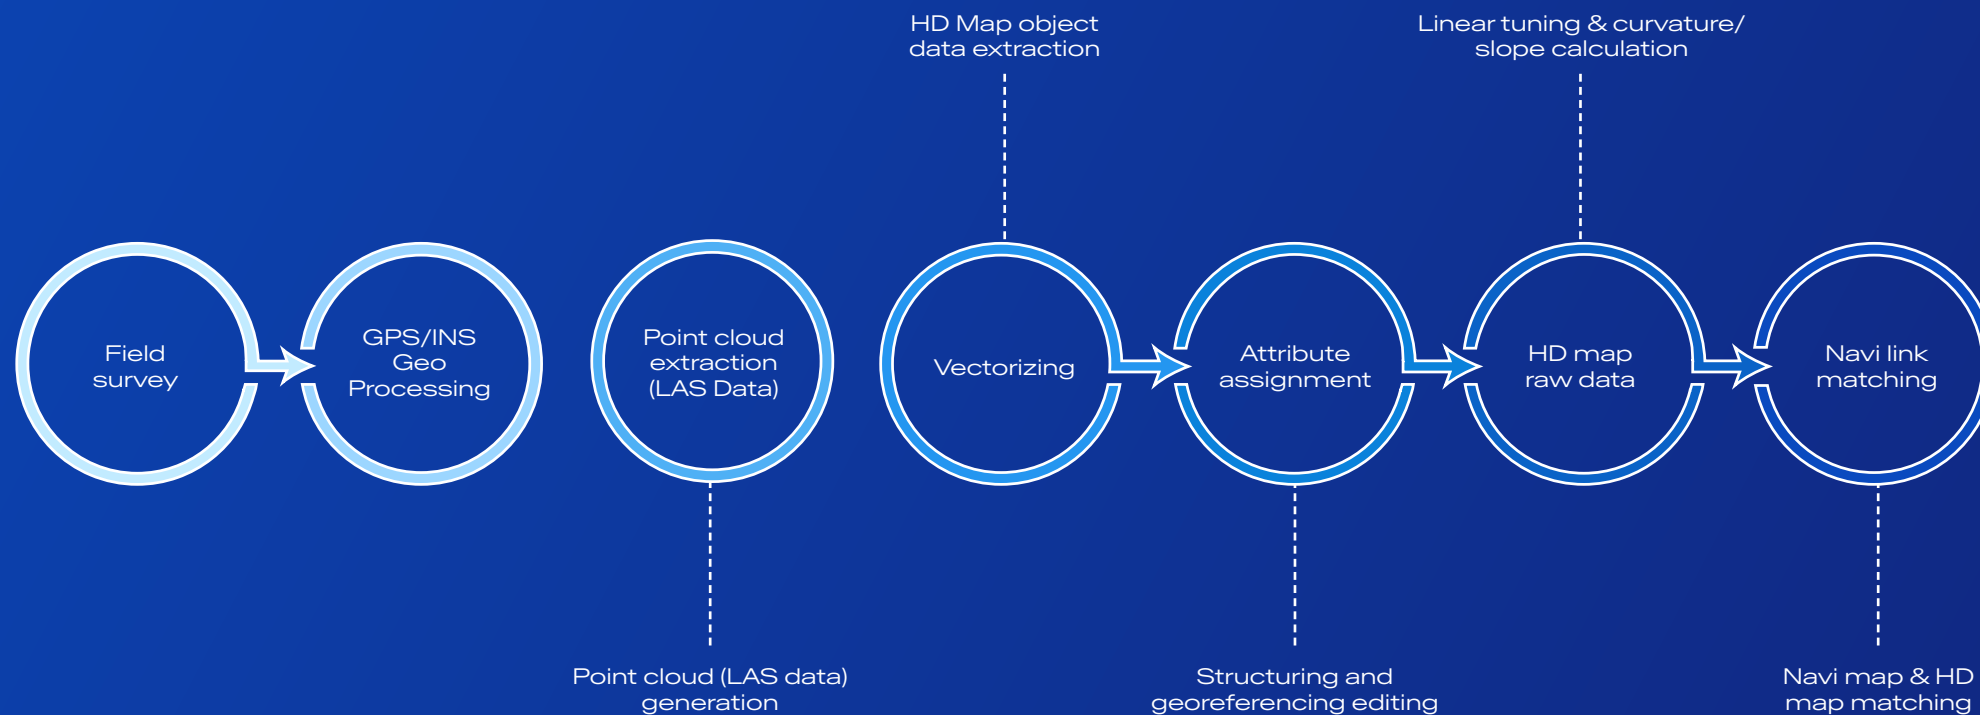 HD Map object
data extraction
Linear tuning & curvature/
slope calculation
Field
survey
GPS/INS
Geo
Processing
Point cloud
extraction
(LAS Data)
Vectorizing
Attribute
assignment
HD map
raw data
Navi link
matching
Point cloud (LAS data)
generation
Structuring and
georeferencing editing
Navi map & HD
map matching